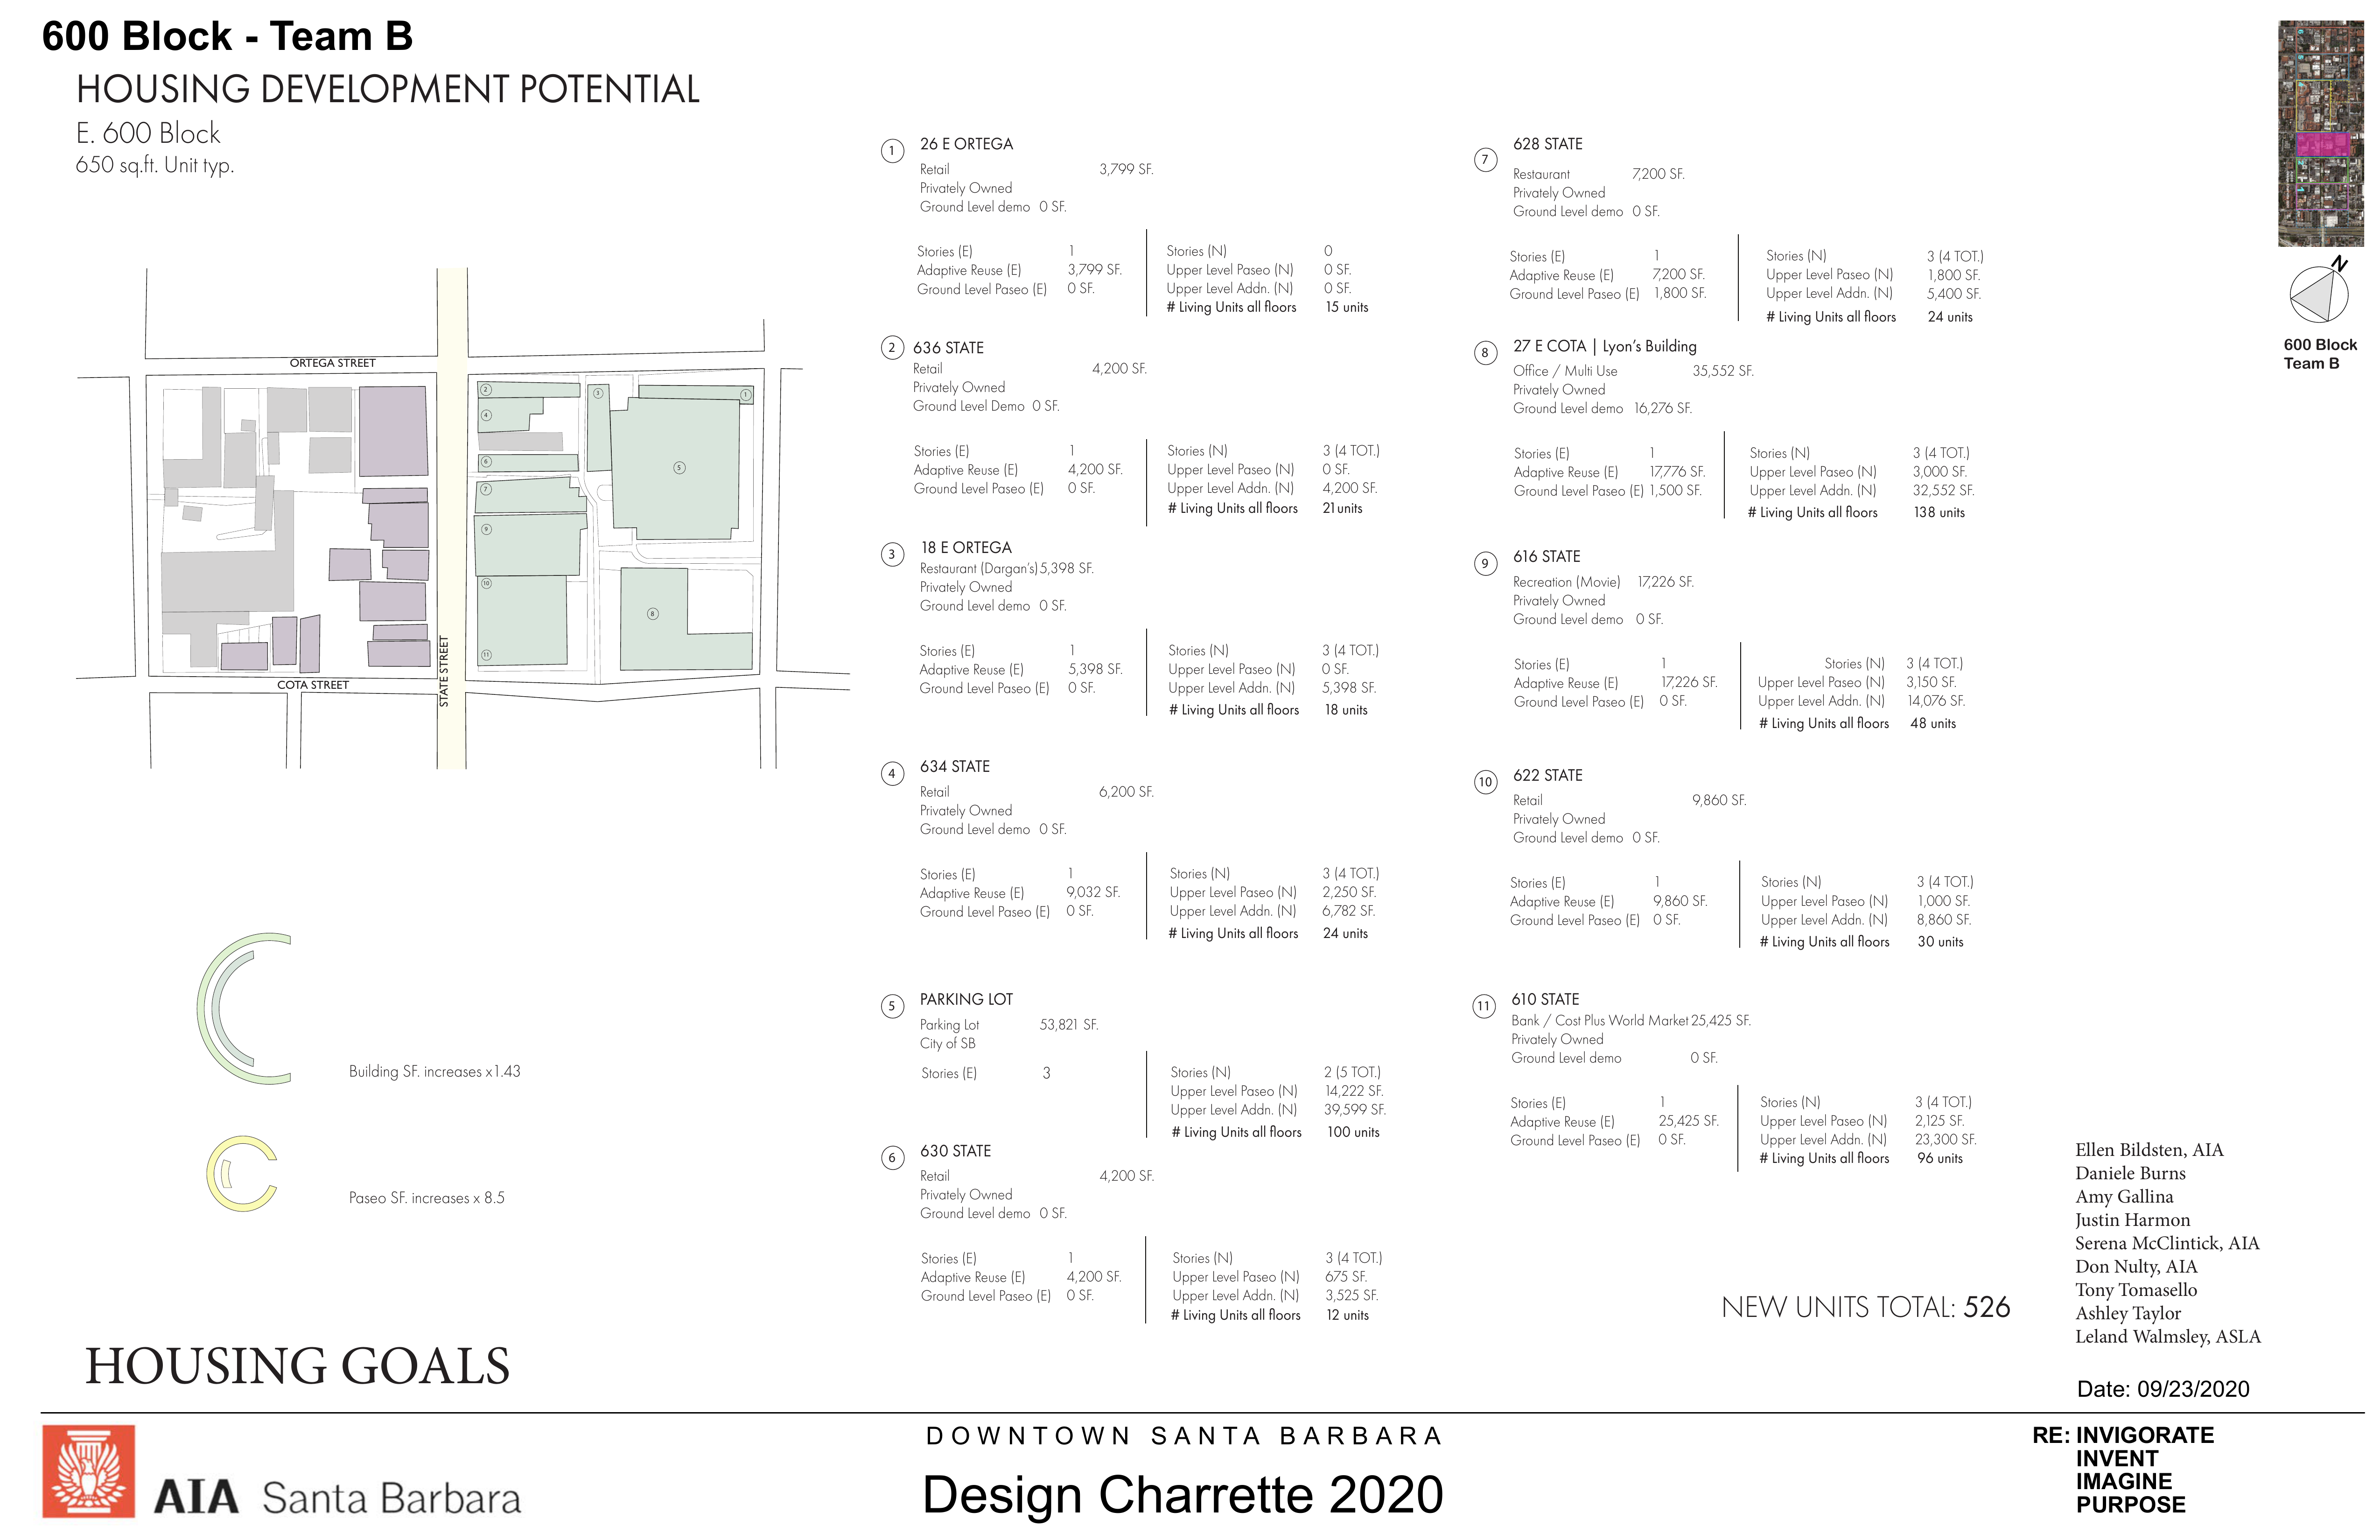 600 Block - Team B
HOUSING DEVELOPMENT POTENTIAL
E. 600 Block
650 sq.ft. Unit typ.
ORTEGA STREET
STATE STREET
COTA STREET
2
4
6
7
9
10
11
3
1
5
8
Building SF. increases x1.43
Paseo SF. increases x 8.5
HOUSING GOALS
1 26 E ORTEGA
Retail 3,799 SF.
Privately Owned
Ground Level demo 0 SF.
Stories (E) 1
Adaptive Reuse (E) 3,799 SF.
Ground Level Paseo (E) 0 SF.
Stories (N) 0
Upper Level Paseo (N) 0 SF.
Upper Level Addn. (N) 0 SF.
# Living Units all floors 15 units
2 636 STATE
Retail 4,200 SF.
Privately Owned
Ground Level Demo 0 SF.
Stories (E) 1
Adaptive Reuse (E) 4,200 SF.
Ground Level Paseo (E) 0 SF.
Stories (N) 3 (4 TOT.)
Upper Level Paseo (N) 0 SF.
Upper Level Addn. (N) 4,200 SF.
# Living Units all floors 21 units
3 18 E ORTEGA
Restaurant (Dargan's) 5,398 SF.
Privately Owned
Ground Level demo 0 SF.
Stories (E) 1
Adaptive Reuse (E) 5,398 SF.
Ground Level Paseo (E) 0 SF.
Stories (N) 3 (4 TOT.)
Upper Level Paseo (N) 0 SF.
Upper Level Addn. (N) 5,398 SF.
# Living Units all floors 18 units
4 634 STATE
Retail 6,200 SF.
Privately Owned
Ground Level demo 0 SF.
Stories (E) 1
Adaptive Reuse (E) 9,032 SF.
Ground Level Paseo (E) 0 SF.
Stories (N) 3 (4 TOT.)
Upper Level Paseo (N) 2,250 SF.
Upper Level Addn. (N) 6,782 SF.
# Living Units all floors 24 units
5 PARKING LOT
Parking Lot 53,821 SF.
City of SB
Stories (E) 3
Stories (N) 2 (5 TOT.)
Upper Level Paseo (N) 14,222 SF.
Upper Level Addn. (N) 39,599 SF.
# Living Units all floors 100 units
6 630 STATE
Retail 4,200 SF.
Privately Owned
Ground Level demo 0 SF.
Stories (E) 1
Adaptive Reuse (E) 4,200 SF.
Ground Level Paseo (E) 0 SF.
Stories (N) 3 (4 TOT.)
Upper Level Paseo (N) 675 SF.
Upper Level Addn. (N) 3,525 SF.
# Living Units all floors 12 units
7 628 STATE
Restaurant 7,200 SF.
Privately Owned
Ground Level demo 0 SF.
Stories (E) 1
Adaptive Reuse (E) 7,200 SF.
Ground Level Paseo (E) 1,800 SF.
Stories (N) 3 (4 TOT.)
Upper Level Paseo (N) 1,800 SF.
Upper Level Addn. (N) 5,400 SF.
# Living Units all floors 24 units
8 27 E COTA | Lyon's Building
Office / Multi Use 35,552 SF.
Privately Owned
Ground Level demo 16,276 SF.
Stories (E) 1
Adaptive Reuse (E) 17,776 SF.
Ground Level Paseo (E) 1,500 SF.
Stories (N) 3 (4 TOT.)
Upper Level Paseo (N) 3,000 SF.
Upper Level Addn. (N) 32,552 SF.
# Living Units all floors 138 units
9 616 STATE
Recreation (Movie) 17,226 SF.
Privately Owned
Ground Level demo 0 SF.
Stories (E) 1
Adaptive Reuse (E) 17,226 SF.
Ground Level Paseo (E) 0 SF.
Stories (N) 3 (4 TOT.)
Upper Level Paseo (N) 3,150 SF.
Upper Level Addn. (N) 14,076 SF.
# Living Units all floors 48 units
10 622 STATE
Retail 9,860 SF.
Privately Owned
Ground Level demo 0 SF.
Stories (E) 1
Adaptive Reuse (E) 9,860 SF.
Ground Level Paseo (E) 0 SF.
Stories (N) 3 (4 TOT.)
Upper Level Paseo (N) 1,000 SF.
Upper Level Addn. (N) 8,860 SF.
# Living Units all floors 30 units
11 610 STATE
Bank / Cost Plus World Market 25,425 SF.
Privately Owned
Ground Level demo 0 SF.
Stories (E) 1
Adaptive Reuse (E) 25,425 SF.
Ground Level Paseo (E) 0 SF.
Stories (N) 3 (4 TOT.)
Upper Level Paseo (N) 2,125 SF.
Upper Level Addn. (N) 23,300 SF.
# Living Units all floors 96 units
NEW UNITS TOTAL: 526
N
600 Block
Team B
Ellen Bildsten, AIA
Daniele Burns
Amy Gallina
Justin Harmon
Serena McClintick, AIA
Don Nulty, AIA
Tony Tomasello
Ashley Taylor
Leland Walmsley, ASLA
Date: 09/23/2020
AIA Santa Barbara
DOWNTOWN SANTA BARBARA
Design Charrette 2020
RE: INVIGORATE
INVENT
IMAGINE
PURPOSE